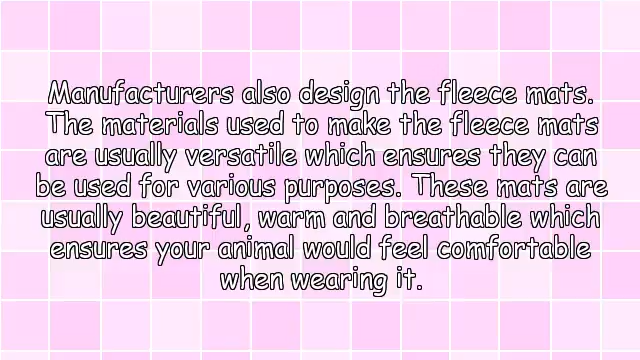 Manufacturers also design the fleece mats.
The materials used to make the fleece mats
are usually versatile which ensures they can
be used for various purposes. These mats are
usually beautiful, warm and breathable which
ensures your animal would feel comfortable
when wearing it.